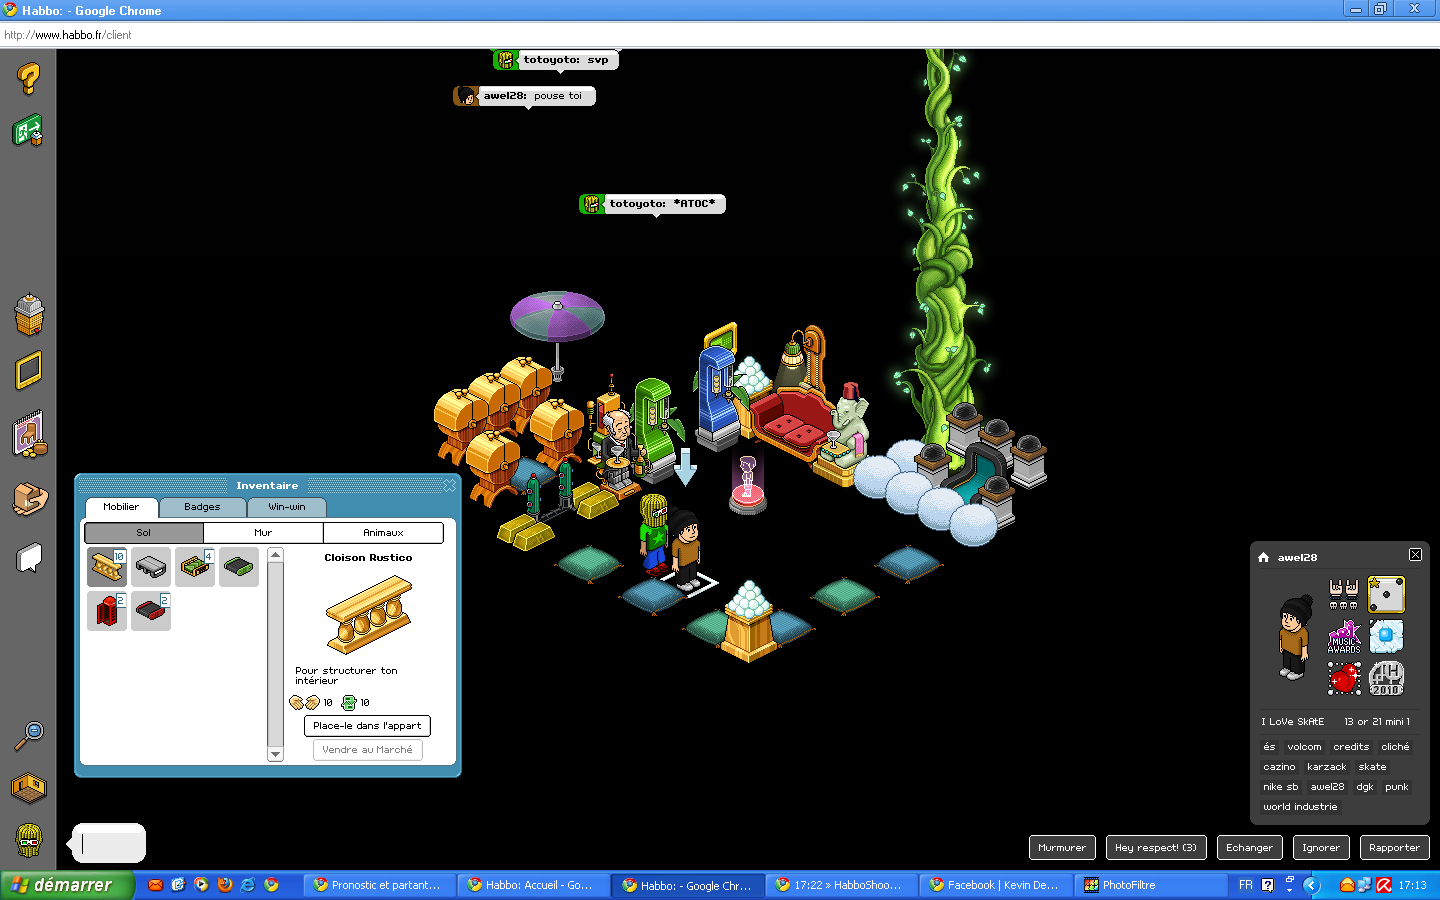 Habbo: - Google Chrome
http://www.habbo.fr/client
totoyoto: svp
awel28: pouse toi
totoyoto: *ATOC*
Inventaire
Mobilier Badges Win-win
Sol Mur Animaux
10 4
2 2
Cloison Rustico
Pour structurer ton
intérieur
10 10
Place-le dans l'appart
Vendre au Marché
awel28
MUSIC
AWARDS
2010
I LoVe SkAtE 13 or 21 mini 1
és volcom credits cliché
cazino karzack skate
nike sb awel28 dgk punk
world industrie
Murmurer Hey respect! (3) Echanger Ignorer Rapporter
démarrer Pronostic et partant... Habbo: Accueil - Go... Habbo: - Google Chr... 17:22 » HabboShoo... Facebook | Kevin De... PhotoFiltre FR 17:13